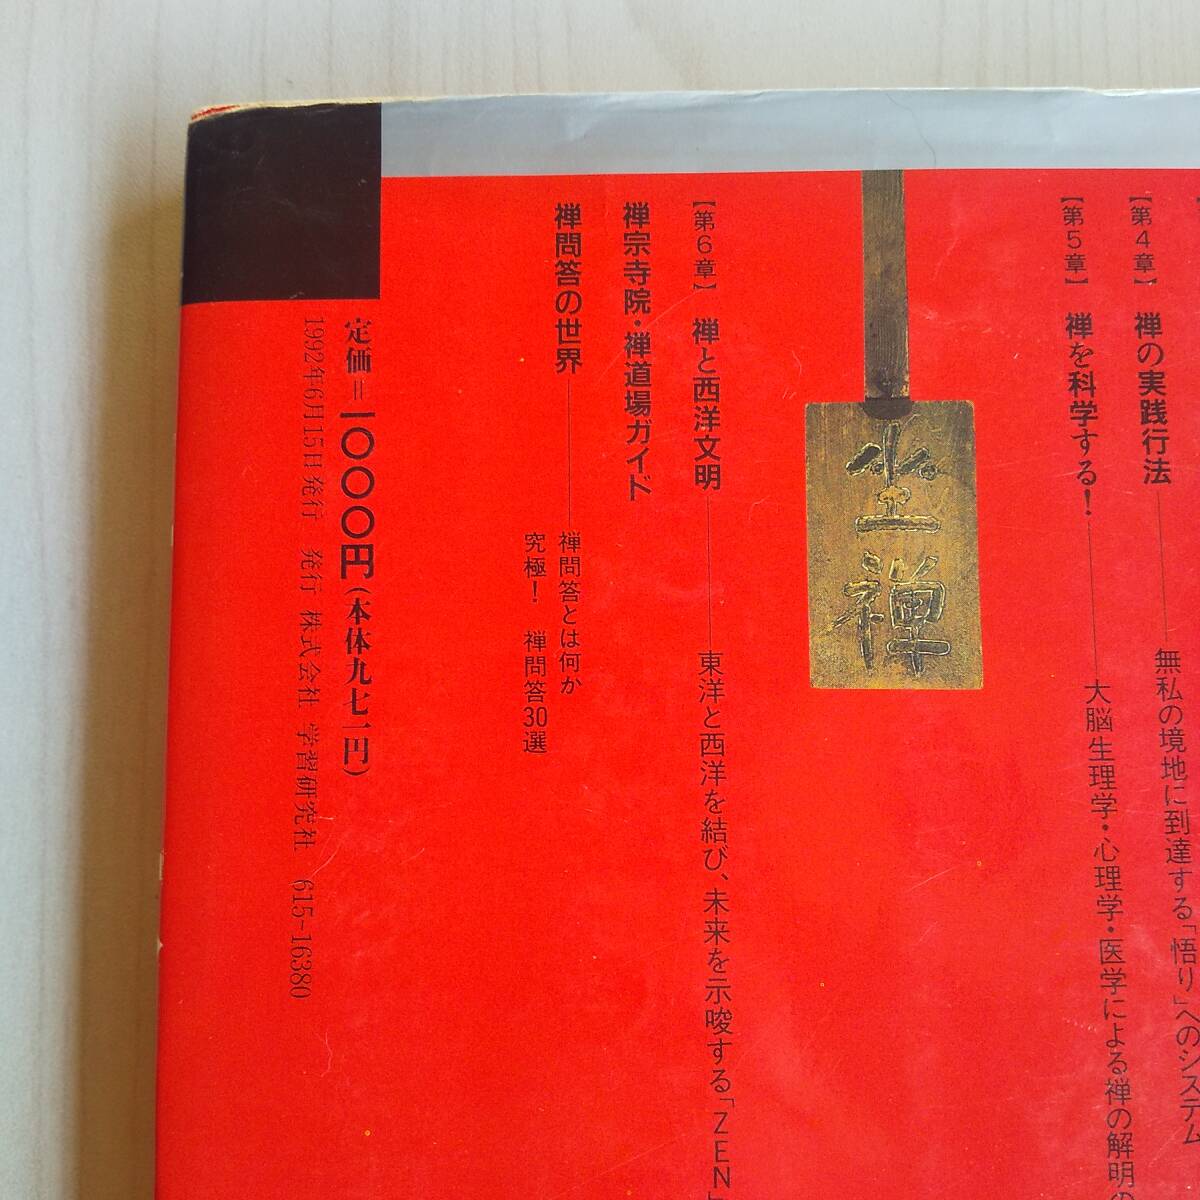 【第4章】 禅の実践行法――無私の境地に到達する「悟り」へのシステム
【第5章】 禅を科学する!――大脳生理学・心理学・医学による禅の解明の
坐禅
【第6章】 禅と西洋文明――東洋と西洋を結び、未来を示唆する「ZEN」
禅宗寺院・禅道場ガイド
禅問答の世界――禅問答とは何か
究極! 禅問答30選
定価=一〇〇〇円(本体九七一円)
1992年6月15日発行 発行 株式会社 学習研究社 615-16380